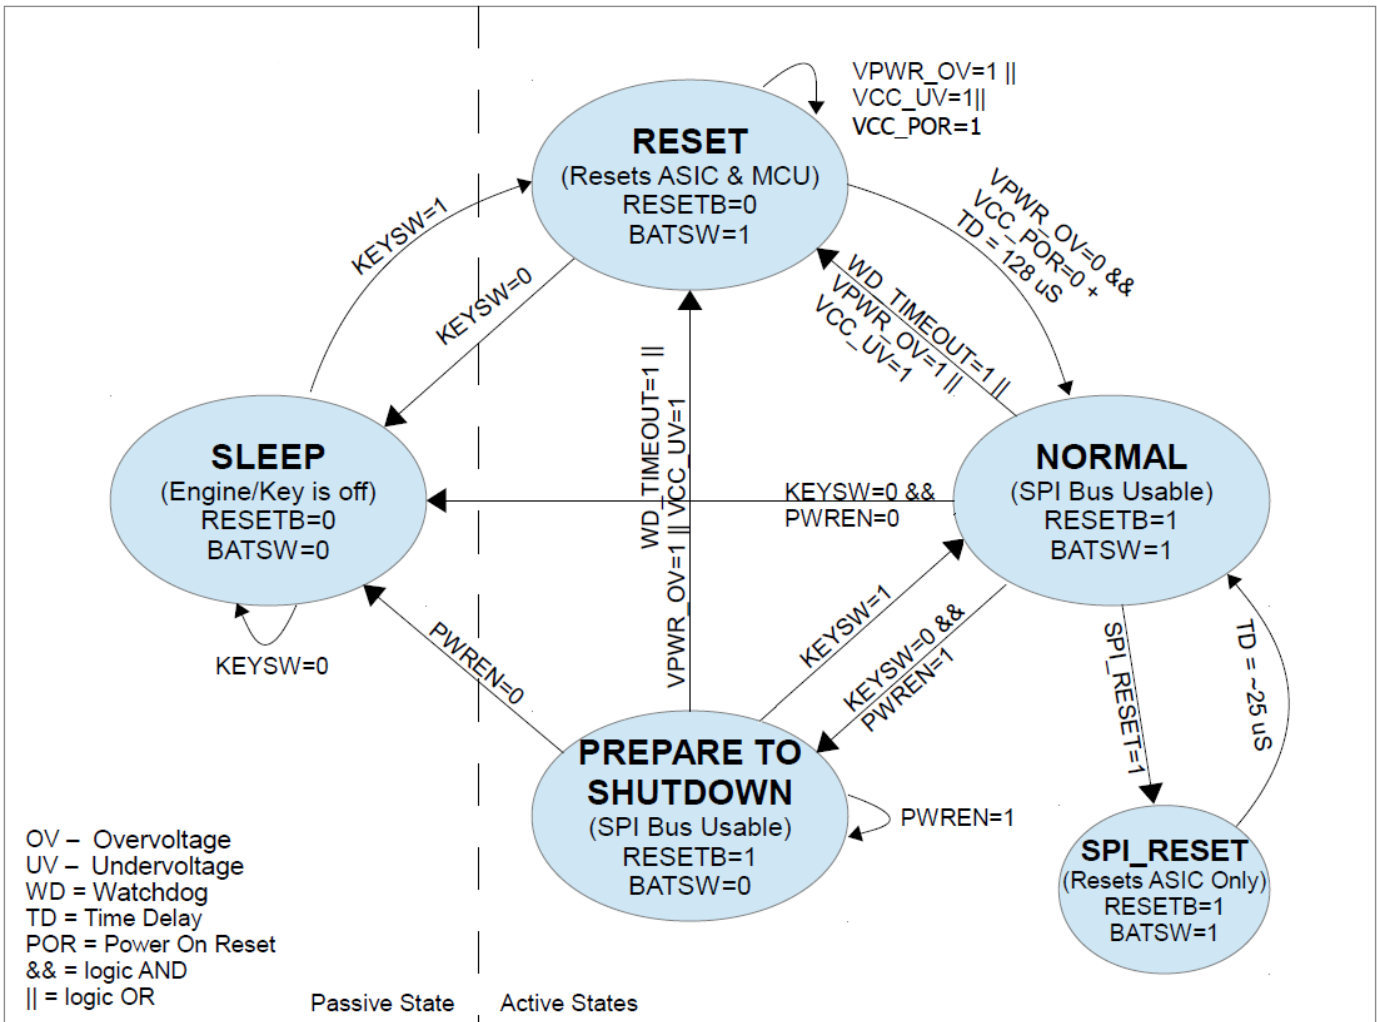 VPWR_OV=1 ||
VCC_UV=1||
VCC_POR=1
RESET
(Resets ASIC & MCU)
RESETB=0
BATSW=1
KEYSW=1
KEYSW=0
VPWR_OV=0 &&
VCC_POR=0 +
TD = 128 uS
WD_TIMEOUT=1 ||
VPWR_OV=1 ||
VCC_UV=1
WD_TIMEOUT=1 ||
VPWR_OV=1 || VCC_UV=1
SLEEP
(Engine/Key is off)
RESETB=0
BATSW=0
KEYSW=0 &&
PWREN=0
NORMAL
(SPI Bus Usable)
RESETB=1
BATSW=1
KEYSW=0
PWREN=0
KEYSW=1
KEYSW=0 &&
PWREN=1
SPI_RESET=1
TD = ~25 uS
PREPARE TO
SHUTDOWN
(SPI Bus Usable)
RESETB=1
BATSW=0
PWREN=1
SPI_RESET
(Resets ASIC Only)
RESETB=1
BATSW=1
OV – Overvoltage
UV – Undervoltage
WD = Watchdog
TD = Time Delay
POR = Power On Reset
&& = logic AND
|| = logic OR
Passive State
Active States